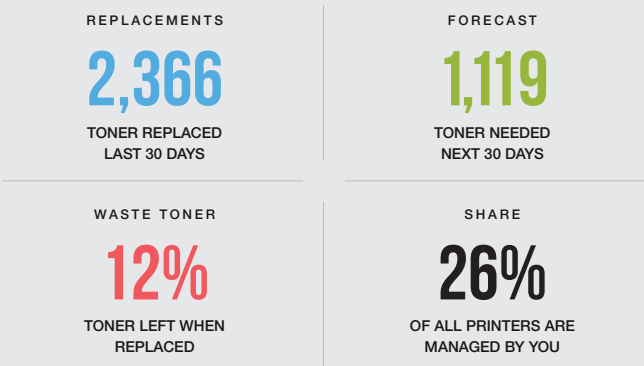 REPLACEMENTS
2,366
TONER REPLACED
LAST 30 DAYS
FORECAST
1,119
TONER NEEDED
NEXT 30 DAYS
WASTE TONER
12%
TONER LEFT WHEN
REPLACED
SHARE
26%
OF ALL PRINTERS ARE
MANAGED BY YOU